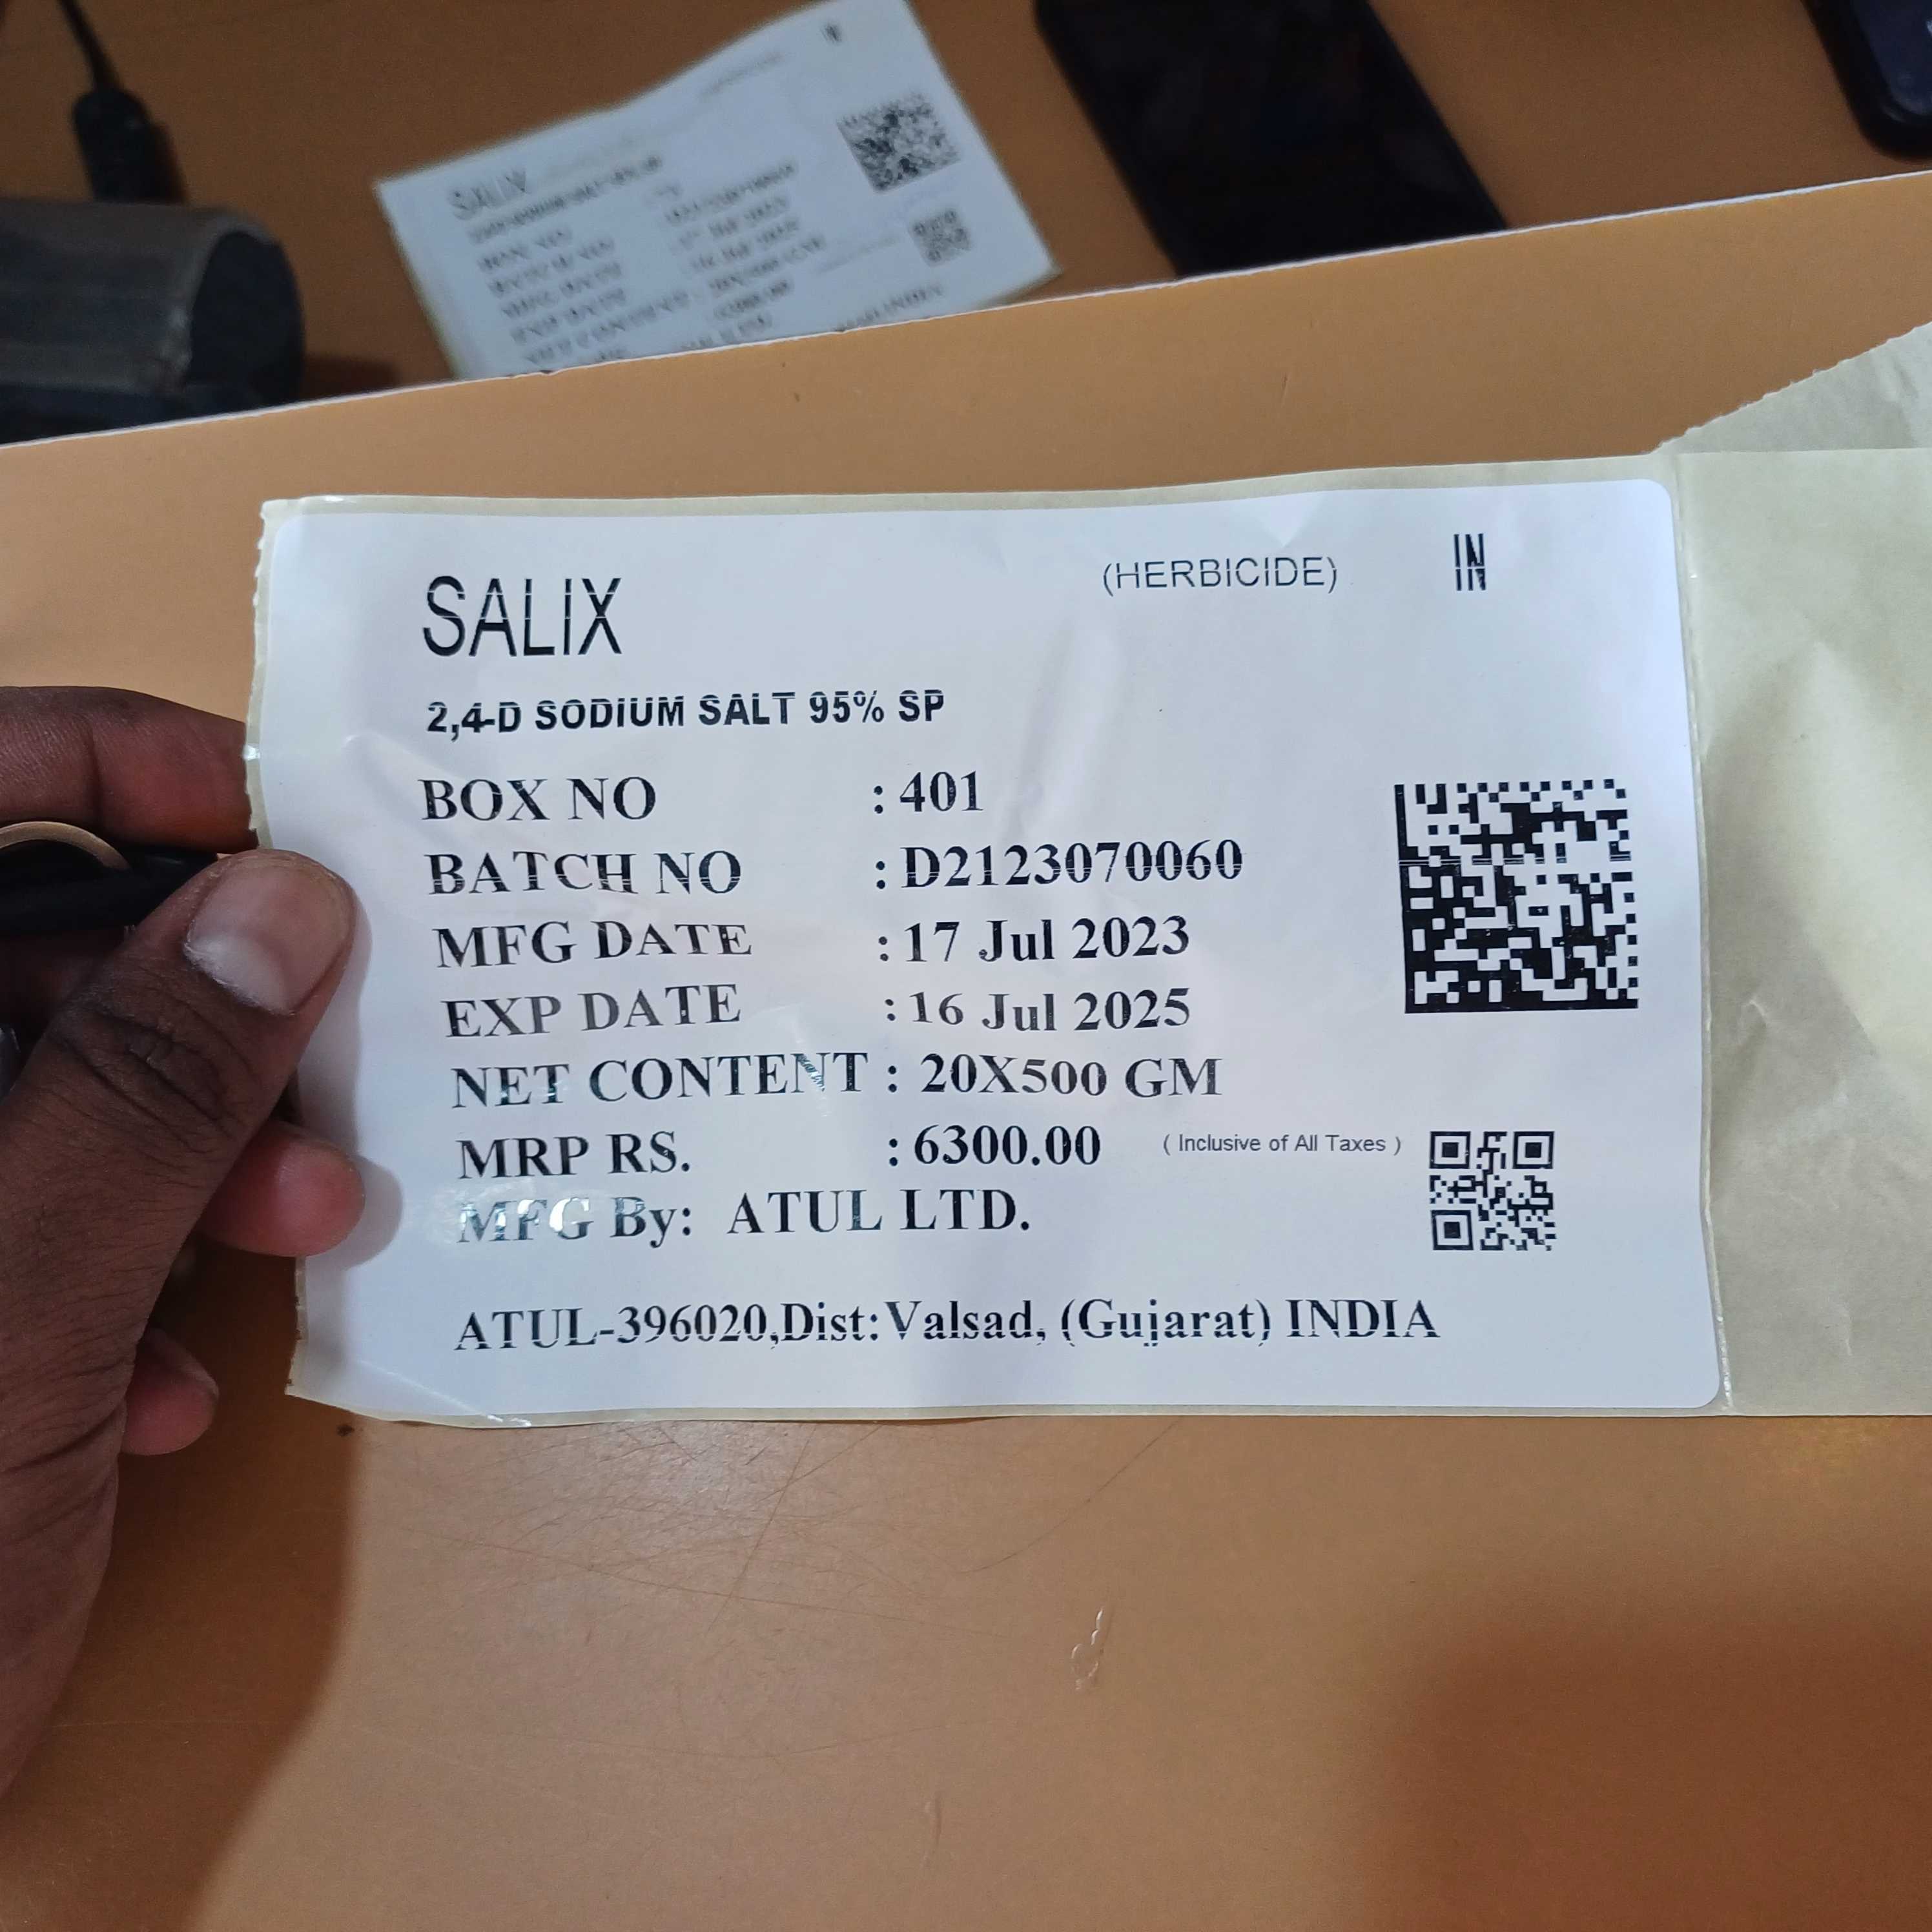 SALIX
(HERBICIDE)
IN
2,4-D SODIUM SALT 95% SP
BOX NO : 401
BATCH NO : D2123070060
MFG DATE : 17 Jul 2023
EXP DATE : 16 Jul 2025
NET CONTENT : 20X500 GM
MRP RS. : 6300.00 ( Inclusive of All Taxes )
MFG By: ATUL LTD.
ATUL-396020,Dist:Valsad, (Gujarat) INDIA
SALIX